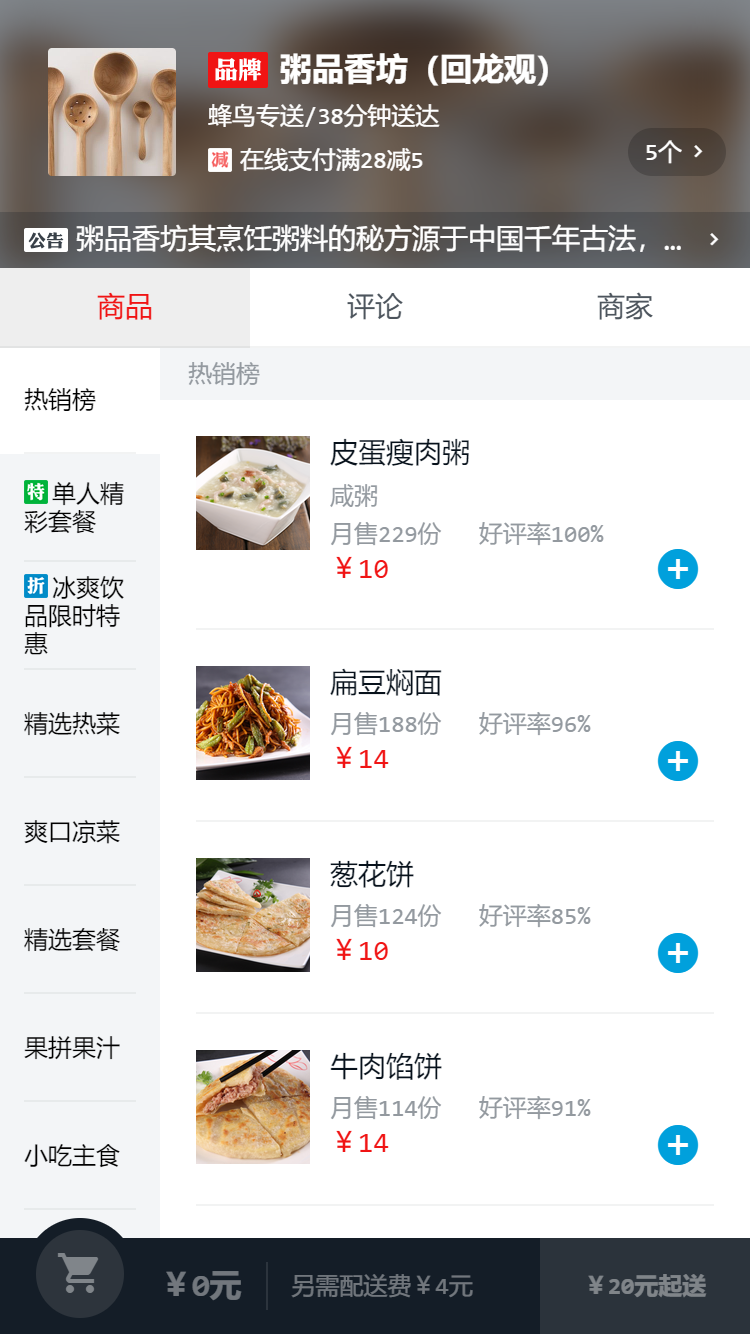 品牌 粥品香坊（回龙观）
蜂鸟专送/38分钟送达
减 在线支付满28减5
5个
公告 粥品香坊其烹饪粥料的秘方源于中国千年古法，...
商品 评论 商家
热销榜
特 单人精
彩套餐
折 冰爽饮
品限时特
惠
精选热菜
爽口凉菜
精选套餐
果拼果汁
小吃主食
热销榜
皮蛋瘦肉粥
咸粥
月售229份 好评率100%
￥10
扁豆焖面
月售188份 好评率96%
￥14
葱花饼
月售124份 好评率85%
￥10
牛肉馅饼
月售114份 好评率91%
￥14
￥0元 另需配送费￥4元 ￥20元起送